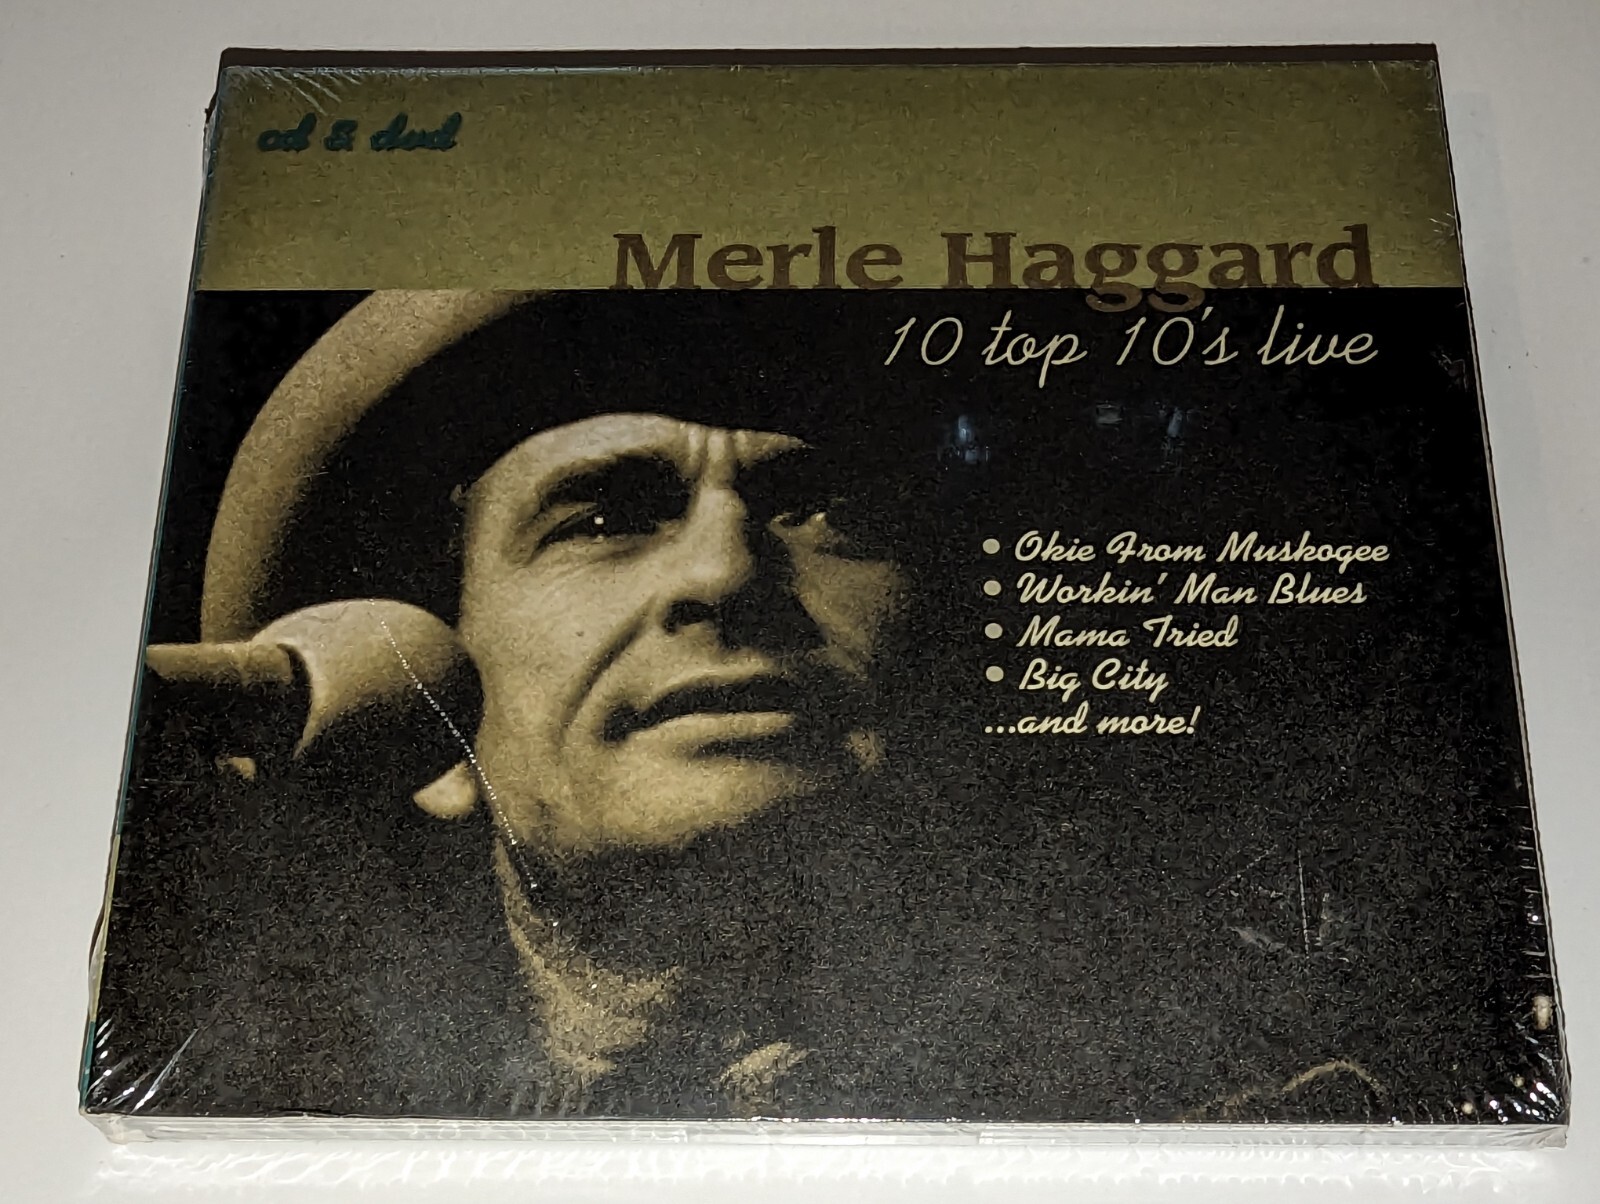 cd & dvd
Merle Haggard
10 top 10's live
• Okie From Muskogee
• Workin' Man Blues
• Mama Tried
• Big City
...and more!